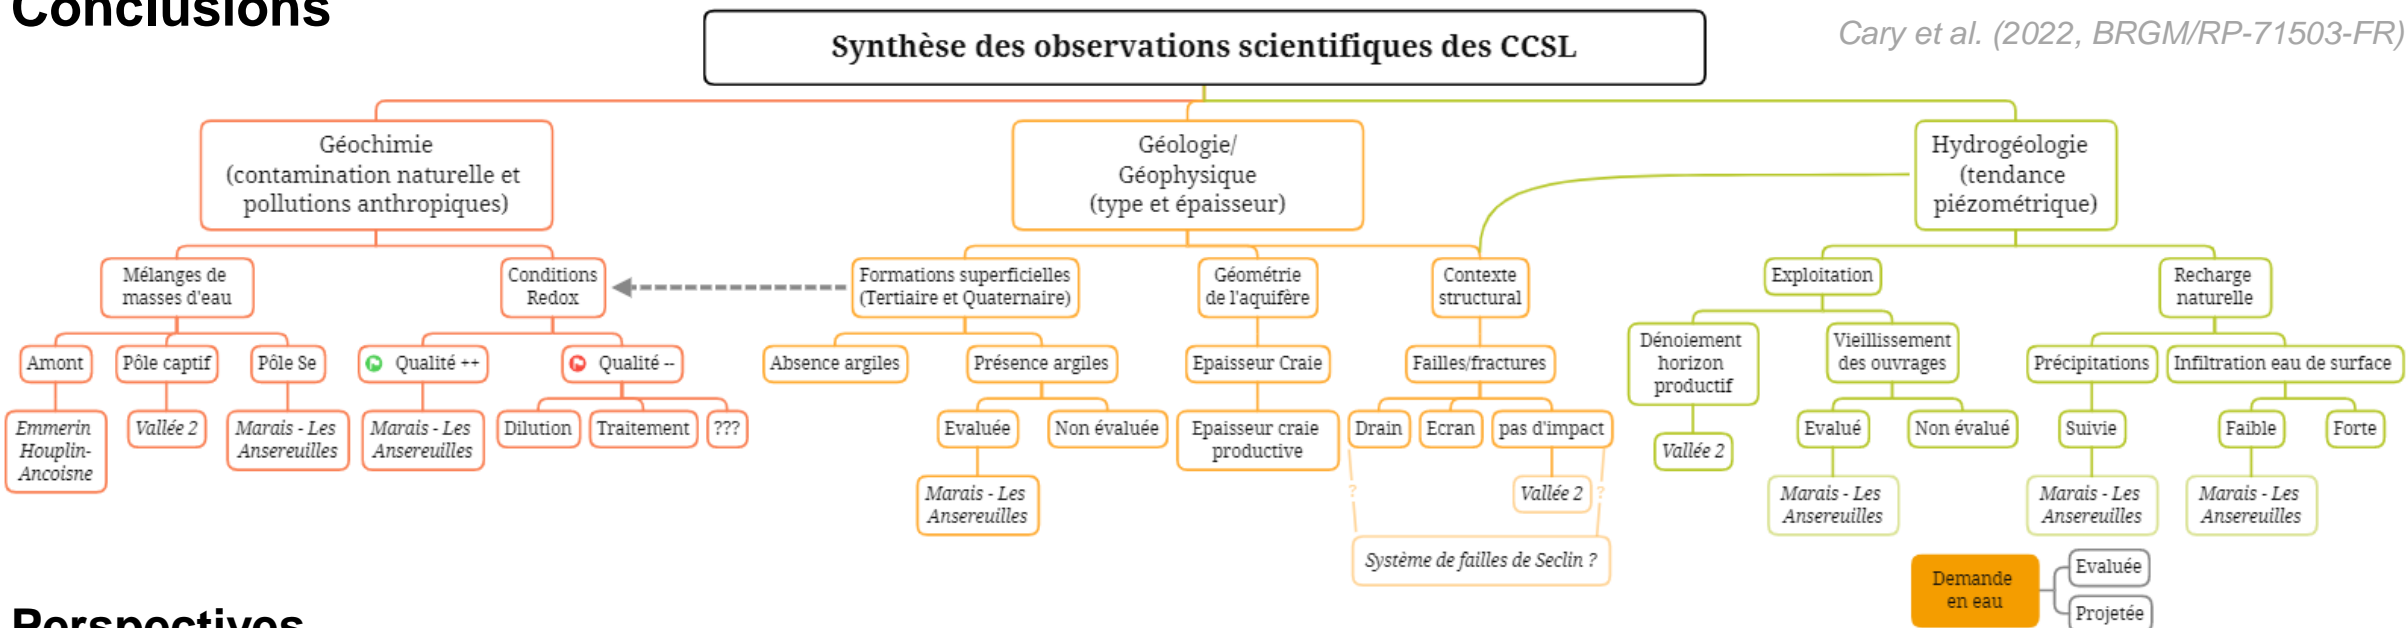 Conclusions
Synthèse des observations scientifiques des CCSL
Cary et al. (2022, BRGM/RP-71503-FR)
Géochimie
(contamination naturelle et
pollutions anthropiques)
Géologie/
Géophysique
(type et épaisseur)
Hydrogéologie
(tendance
piézométrique)
Mélanges de
masses d'eau
Conditions
Redox
Formations superficielles
(Tertiaire et Quaternaire)
Géométrie
de l'aquifère
Contexte
structural
Exploitation
Recharge
naturelle
Amont
Pôle captif
Pôle Se
Qualité ++
Qualité --
Absence argiles
Présence argiles
Epaisseur Craie
Failles/fractures
Dénoiement
horizon
productif
Vieillissement
des ouvrages
Précipitations
Infiltration eau de surface
Emmerin
Houplin-
Ancoisne
Vallée 2
Marais - Les
Ansereuilles
Marais - Les
Ansereuilles
Dilution
Traitement
???
Evaluée
Non évaluée
Epaisseur craie
productive
Drain
Ecran
pas d'impact
Vallée 2
Evalué
Non évalué
Suivie
Faible
Forte
Marais - Les
Ansereuilles
?
Vallée 2
?
Marais - Les
Ansereuilles
Marais - Les
Ansereuilles
Marais - Les
Ansereuilles
Système de failles de Seclin ?
Demande
en eau
Evaluée
Projetée
Perspectives